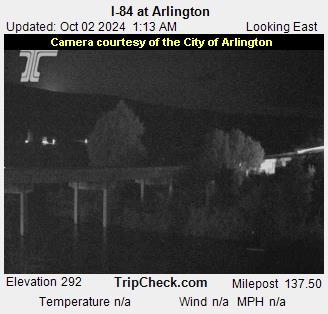 I-84 at Arlington
Updated: Oct 02 2024 1:13 AM Looking East
Camera courtesy of the City of Arlington
Elevation 292 TripCheck.com Milepost 137.50
Temperature n/a Wind n/a MPH n/a